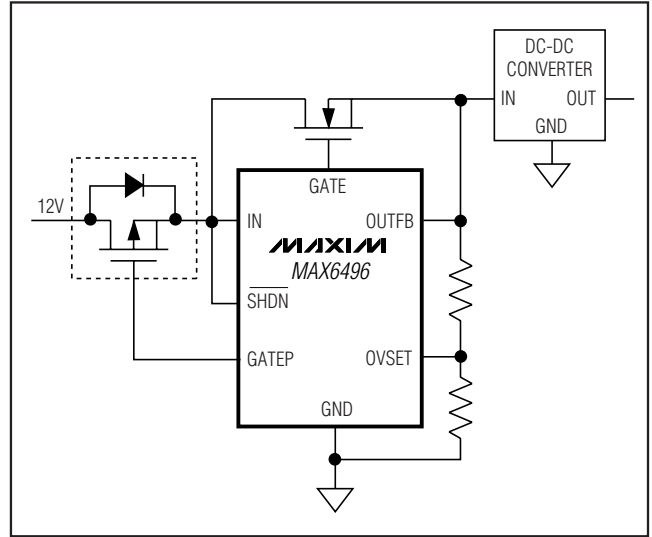 DC-DC
CONVERTER
IN OUT
GND
12V
GATE
IN OUTFB
MAXIM
MAX6496
SHDN
GATEP OVSET
GND